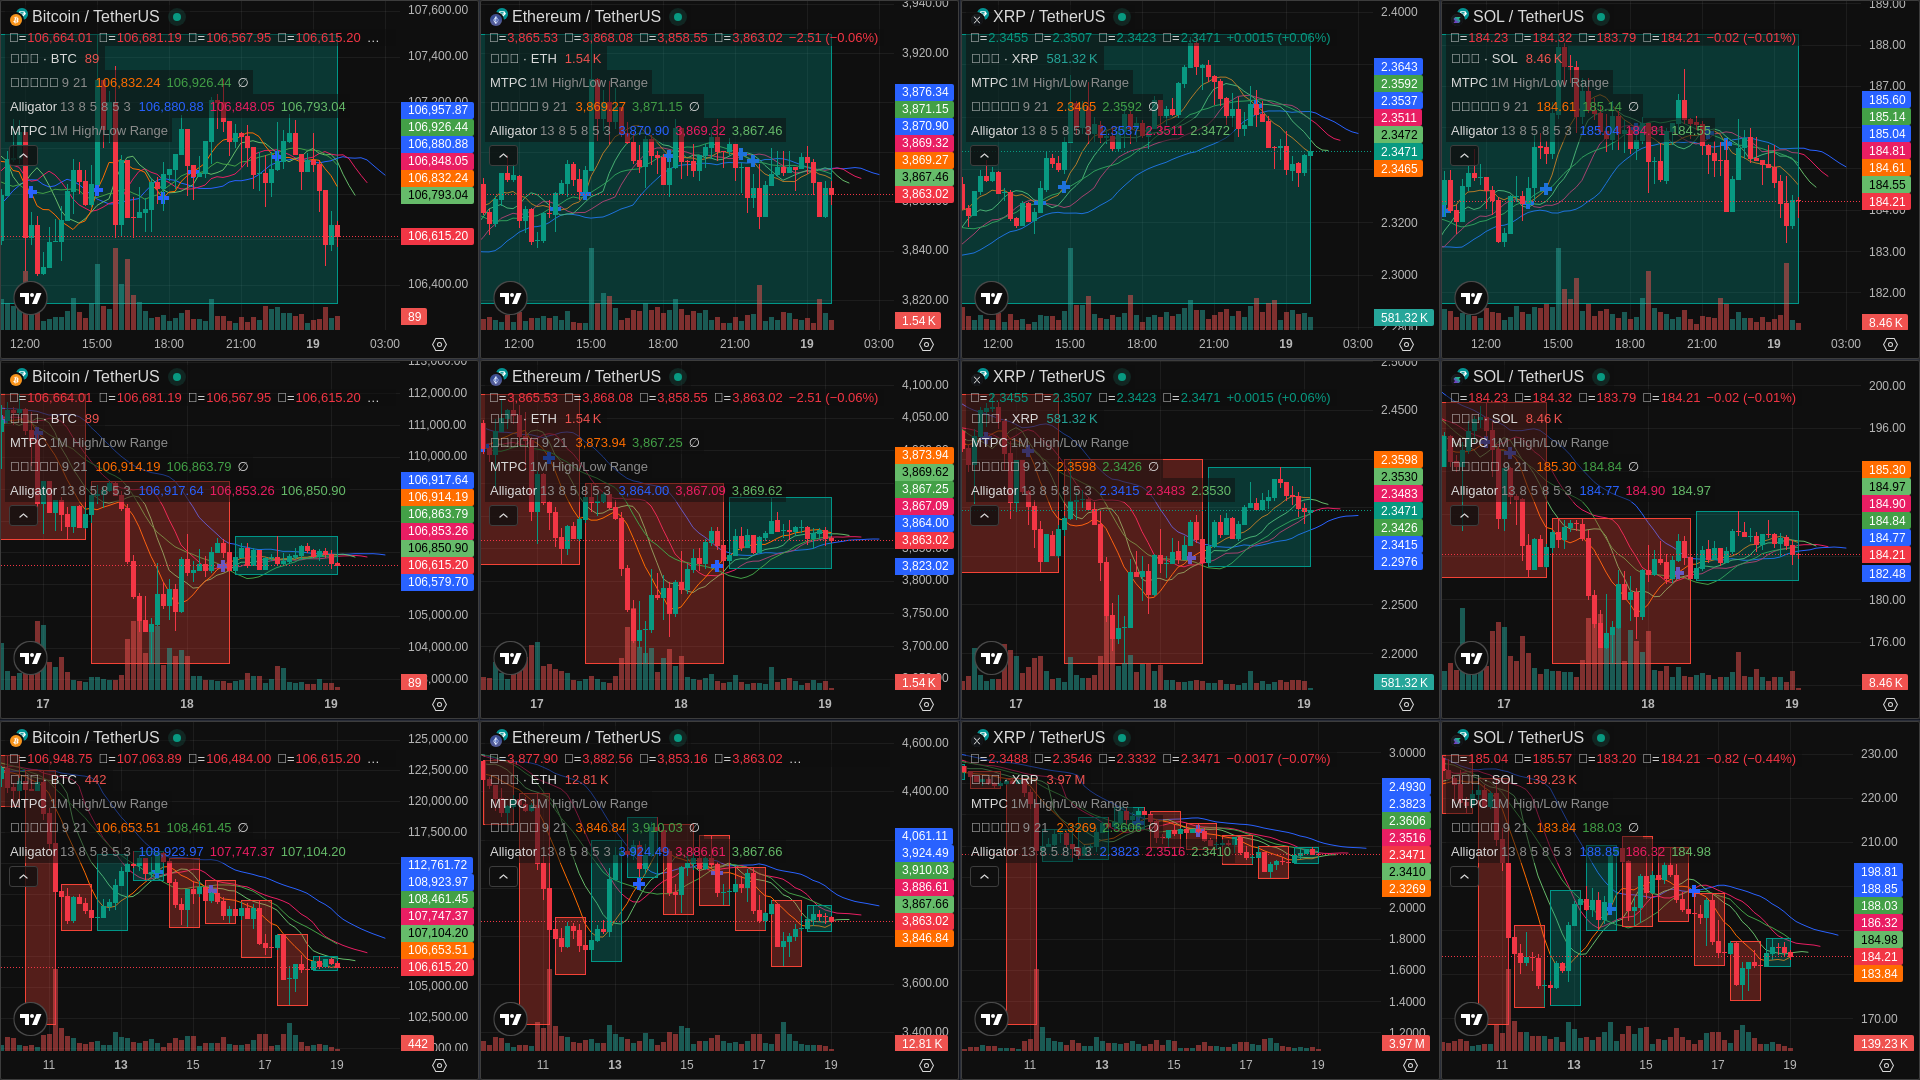 Bitcoin / TetherUS
□=106,664.01 □=106,681.19 □=106,567.95 □=106,615.20 ...
□□□ · BTC 89
□□□□□ 9 21 106,832.24 106,926.44 ∅
Alligator 13 8 5 8 5 3 106,880.88 106,848.05 106,793.04
MTPC 1M High/Low Range
107,600.00
107,400.00
106,957.87
106,926.44
106,880.88
106,848.05
106,832.24
106,793.04
106,615.20
106,400.00
89
12:00 15:00 18:00 21:00 19 03:00
Ethereum / TetherUS
□=3,865.53 □=3,868.08 □=3,858.55 □=3,863.02 −2.51 (−0.06%)
□□□ · ETH 1.54 K
MTPC 1M High/Low Range
□□□□□ 9 21 3,869.27 3,871.15 ∅
Alligator 13 8 5 8 5 3 3,870.90 3,869.32 3,867.46
3,940.00
3,920.00
3,876.34
3,871.15
3,870.90
3,869.32
3,869.27
3,867.46
3,863.02
3,840.00
3,820.00
1.54 K
12:00 15:00 18:00 21:00 19 03:00
XRP / TetherUS
□=2.3455 □=2.3507 □=2.3423 □=2.3471 +0.0015 (+0.06%)
□□□ · XRP 581.32 K
MTPC 1M High/Low Range
□□□□□ 9 21 2.3465 2.3592 ∅
Alligator 13 8 5 8 5 3 2.3537 2.3511 2.3472
2.4000
2.3643
2.3592
2.3537
2.3511
2.3472
2.3471
2.3465
2.3200
2.3000
581.32 K
12:00 15:00 18:00 21:00 19 03:00
SOL / TetherUS
□=184.23 □=184.32 □=183.79 □=184.21 −0.02 (−0.01%)
□□□ · SOL 8.46 K
MTPC 1M High/Low Range
□□□□□ 9 21 184.61 185.14 ∅
Alligator 13 8 5 8 5 3 185.04 184.81 184.55
189.00
188.00
187.00
185.60
185.14
185.04
184.81
184.61
184.55
184.21
183.00
182.00
8.46 K
12:00 15:00 18:00 21:00 19 03:00
Bitcoin / TetherUS
□=106,664.01 □=106,681.19 □=106,567.95 □=106,615.20 ...
□□□ · BTC 89
MTPC 1M High/Low Range
□□□□□ 9 21 106,914.19 106,863.79 ∅
Alligator 13 8 5 8 5 3 106,917.64 106,853.26 106,850.90
113,000.00
112,000.00
111,000.00
110,000.00
106,917.64
106,914.19
106,863.79
106,853.26
106,850.90
106,615.20
106,579.70
105,000.00
104,000.00
89
17 18 19
Ethereum / TetherUS
□=3,865.53 □=3,868.08 □=3,858.55 □=3,863.02 −2.51 (−0.06%)
□□□ · ETH 1.54 K
□□□□□ 9 21 3,873.94 3,867.25 ∅
MTPC 1M High/Low Range
Alligator 13 8 5 8 5 3 3,864.00 3,867.09 3,869.62
4,100.00
4,050.00
4,000.00
3,873.94
3,869.62
3,867.25
3,867.09
3,864.00
3,863.02
3,823.02
3,800.00
3,750.00
3,700.00
1.54 K
17 18 19
XRP / TetherUS
□=2.3455 □=2.3507 □=2.3423 □=2.3471 +0.0015 (+0.06%)
□□□ · XRP 581.32 K
MTPC 1M High/Low Range
□□□□□ 9 21 2.3598 2.3426 ∅
Alligator 13 8 5 8 5 3 2.3415 2.3483 2.3530
2.5000
2.4500
2.3598
2.3530
2.3483
2.3471
2.3426
2.3415
2.2976
2.2500
2.2000
581.32 K
17 18 19
SOL / TetherUS
□=184.23 □=184.32 □=183.79 □=184.21 −0.02 (−0.01%)
□□□ · SOL 8.46 K
MTPC 1M High/Low Range
□□□□□ 9 21 185.30 184.84 ∅
Alligator 13 8 5 8 5 3 184.77 184.90 184.97
200.00
196.00
185.30
184.97
184.90
184.84
184.77
184.21
182.48
180.00
176.00
8.46 K
17 18 19
Bitcoin / TetherUS
□=106,948.75 □=107,063.89 □=106,484.00 □=106,615.20 ...
□□□ · BTC 442
MTPC 1M High/Low Range
□□□□□ 9 21 106,653.51 108,461.45 ∅
Alligator 13 8 5 8 5 3 108,923.97 107,747.37 107,104.20
125,000.00
122,500.00
120,000.00
117,500.00
112,761.72
108,923.97
108,461.45
107,747.37
107,104.20
106,653.51
106,615.20
105,000.00
102,500.00
442
11 13 15 17 19
Ethereum / TetherUS
□=3,877.90 □=3,882.56 □=3,853.16 □=3,863.02 ...
□□□ · ETH 12.81 K
MTPC 1M High/Low Range
□□□□□ 9 21 3,846.84 3,910.03 ∅
Alligator 13 8 5 8 5 3 3,924.49 3,886.61 3,867.66
4,600.00
4,400.00
4,061.11
3,924.49
3,910.03
3,886.61
3,867.66
3,863.02
3,846.84
3,600.00
3,400.00
12.81 K
11 13 15 17 19
XRP / TetherUS
□=2.3488 □=2.3546 □=2.3332 □=2.3471 −0.0017 (−0.07%)
□□□ · XRP 3.97 M
MTPC 1M High/Low Range
□□□□□ 9 21 2.3269 2.3606 ∅
Alligator 13 8 5 8 5 3 2.3823 2.3516 2.3410
3.0000
2.4930
2.3823
2.3606
2.3516
2.3471
2.3410
2.3269
2.0000
1.8000
1.6000
1.4000
1.2000
3.97 M
11 13 15 17 19
SOL / TetherUS
□=185.04 □=185.57 □=183.20 □=184.21 −0.82 (−0.44%)
□□□ · SOL 139.23 K
MTPC 1M High/Low Range
□□□□□ 9 21 183.84 188.03 ∅
Alligator 13 8 5 8 5 3 188.85 186.32 184.98
230.00
220.00
210.00
198.81
188.85
188.03
186.32
184.98
184.21
183.84
170.00
139.23 K
11 13 15 17 19